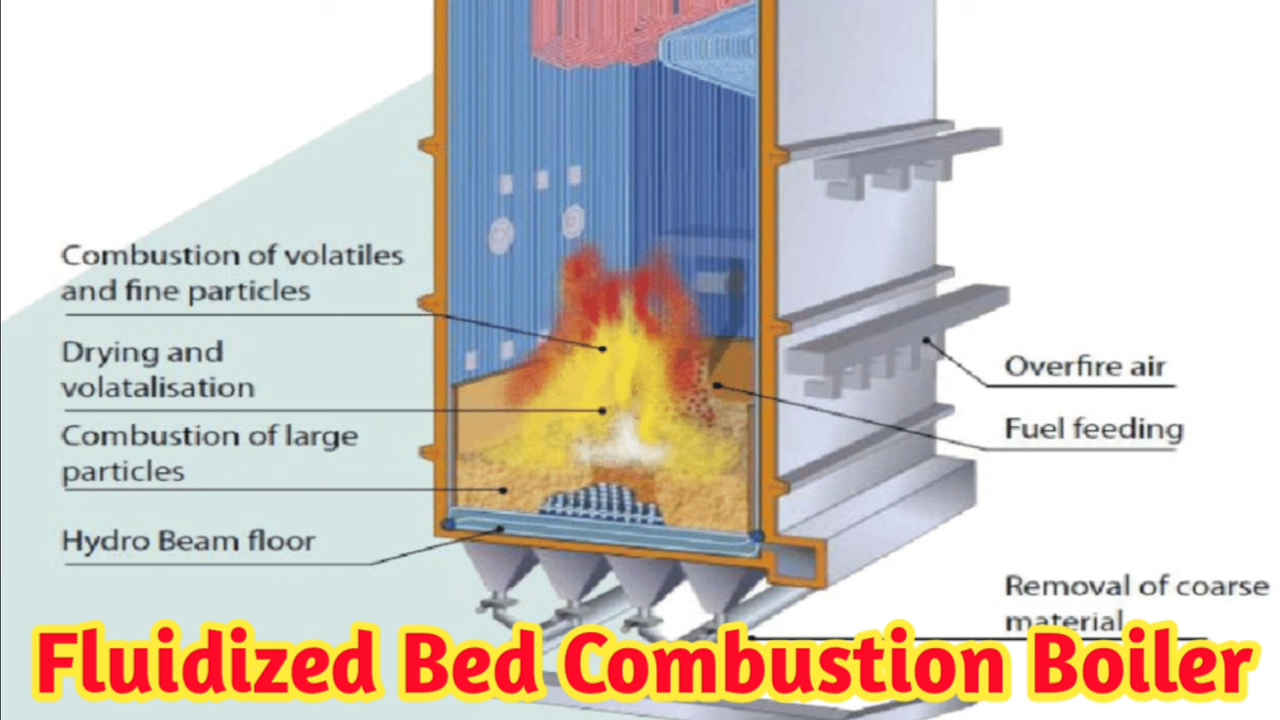 Combustion of volatiles
and fine particles
Drying and
volatalisation
Combustion of large
particles
Hydro Beam floor
Overfire air
Fuel feeding
Removal of coarse
material
Fluidized Bed Combustion Boiler